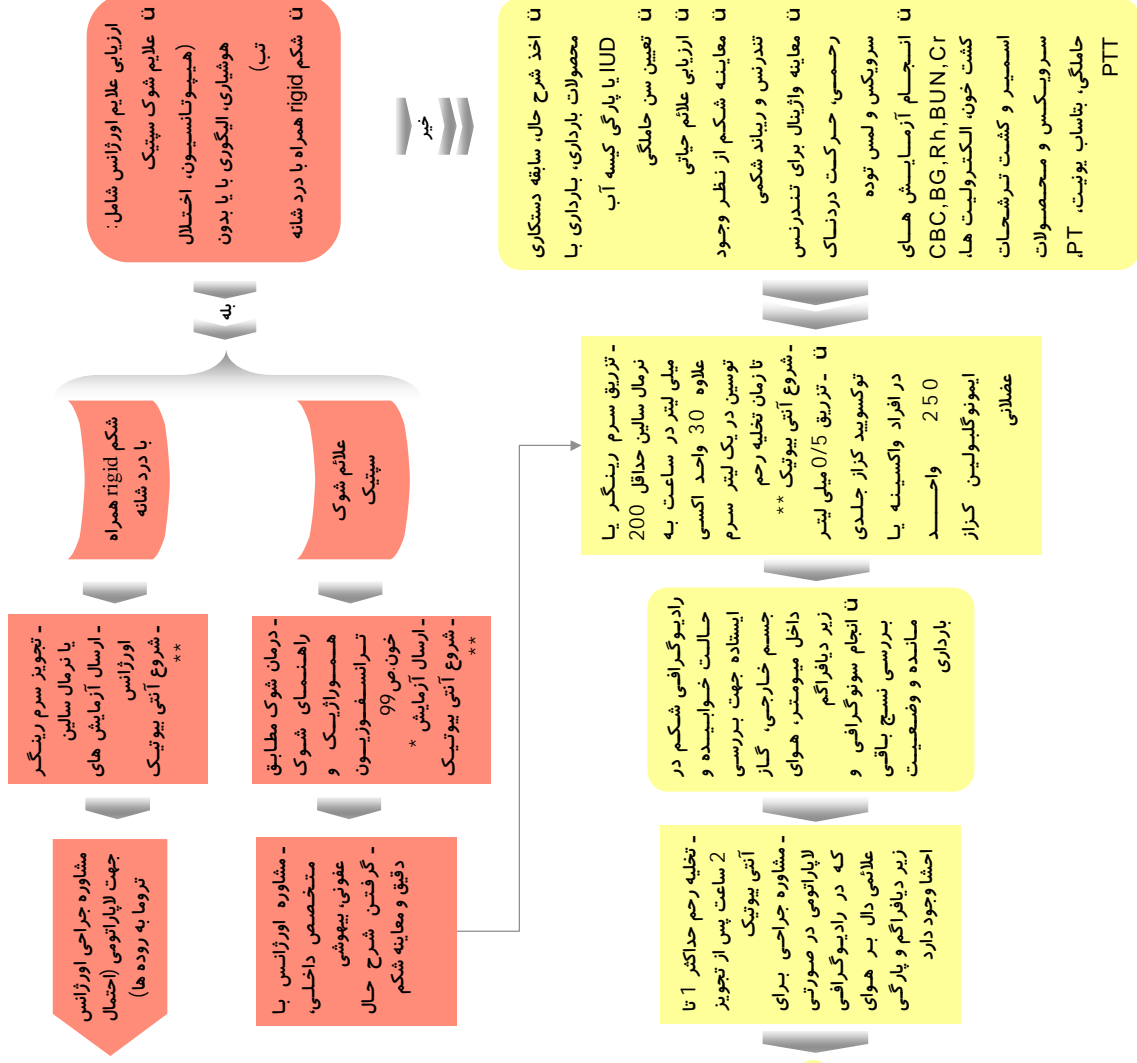 ارزیابی علایم اورژانس شامل:
ü علایم شوک سپتیک
(هیپوتانسیون، اختلال
هوشیاری، الیگوری با یا بدون
تب)
ü شکم rigid همراه با درد شانه
بله
خیر
شکم rigid همراه
با درد شانه
علائم شوک
سپتیک
- تجویز سرم رینگر
یا نرمال سالین
- ارسال آزمایش های
اورژانس
- شروع آنتی بیوتیک
**
- درمان شوک مطابق
راهنمای شوک
هموراژیک و
ترانسفوزیون
خون.ص99
- ارسال آزمایش *
- شروع آنتی بیوتیک
**
مشاوره جراحی اورژانس
جهت لاپاراتومی (احتمال
تروما به روده ها)
- مشاوره اورژانس با
متخصص داخلی،
عفونی، بیهوشی
- گرفتن شرح حال
دقیق و معاینه شکم
ü اخذ شرح حال، سابقه دستکاری
محصولات بارداری، بارداری با
IUD یا پارگی کیسه آب
ü تعیین سن حاملگی
ü ارزیابی علائم حیاتی
ü معاینه شکم از نظر وجود
تندرنس و ریباند شکمی
ü معاینه واژینال برای تندرنس
رحمی، حرکت دردناک
سرویکس و لمس توده
ü انجام آزمایش های
CBC,BG,Rh,BUN,Cr
کشت خون، الکترولیت ها،
اسمیر و کشت ترشحات
سرویکس و محصولات
حاملگی، بتاساب یونیت، PT،
PTT
- تزریق سرم رینگر یا
نرمال سالین حداقل 200
میلی لیتر در ساعت به
علاوه 30 واحد اکسی
توسین در یک لیتر سرم
تا زمان تخلیه رحم
- شروع آنتی بیوتیک **
ü - تزریق 0/5 میلی لیتر
توکسویید کزاز جلدی
در افراد واکسینه یا
250 واحد
ایمونوگلبولین کزاز
عضلانی
رادیوگرافی شکم در
حالت خوابیده و
ایستاده جهت بررسی
جسم خارجی، گاز
داخل میومتر، هوای
زیر دیافراگم
ü انجام سونوگرافی و
بررسی نسج باقی
مانده و وضعیت
بارداری
- تخلیه رحم حداکثر 1 تا
2 ساعت پس از تجویز
آنتی بیوتیک
- مشاوره جراحی برای
لاپاراتومی در صورتی
که در رادیوگرافی
علائمی دال بر هوای
زیر دیافراگم و پارگی
احشا وجود دارد